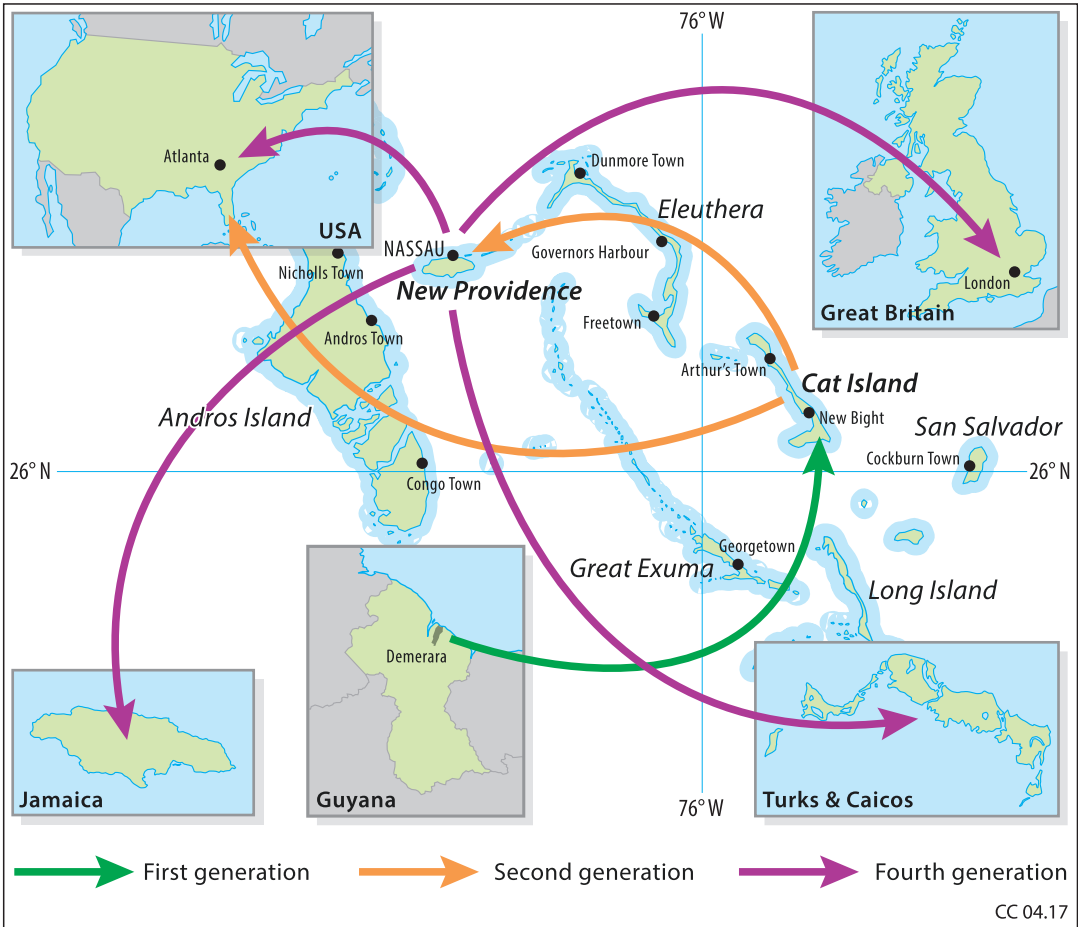 76° W
Atlanta
USA
Dunmore Town
Eleuthera
NASSAU
Governors Harbour
Nicholls Town
New Providence
London
Great Britain
Freetown
Andros Town
Arthur's Town
Cat Island
Andros Island
New Bight
San Salvador
Cockburn Town
26° N
26° N
Congo Town
Georgetown
Great Exuma
Long Island
Demerara
Jamaica
Guyana
76° W
Turks & Caicos
First generation
Second generation
Fourth generation
CC 04.17